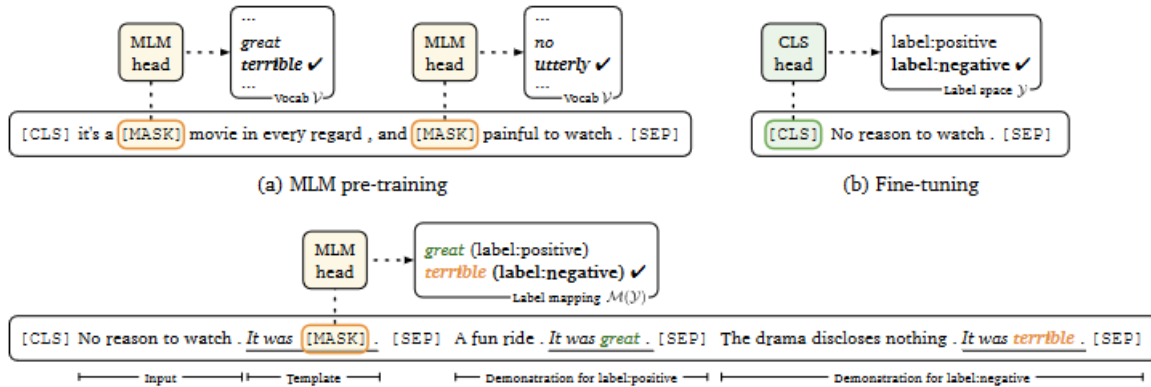 MLM head
...
great
terrible ✔
...
Vocab 𝒱
MLM head
...
no
utterly ✔
...
Vocab 𝒱
CLS head
label:positive
label:negative ✔
Label space 𝒴
[CLS] it's a [MASK] movie in every regard , and [MASK] painful to watch . [SEP]
[CLS] No reason to watch . [SEP]
(a) MLM pre-training
(b) Fine-tuning
MLM head
great (label:positive)
terrible (label:negative) ✔
Label mapping ℳ(𝒴)
[CLS] No reason to watch . It was [MASK] . [SEP] A fun ride . It was great . [SEP] The drama discloses nothing . It was terrible . [SEP]
Input
Template
Demonstration for label:positive
Demonstration for label:negative